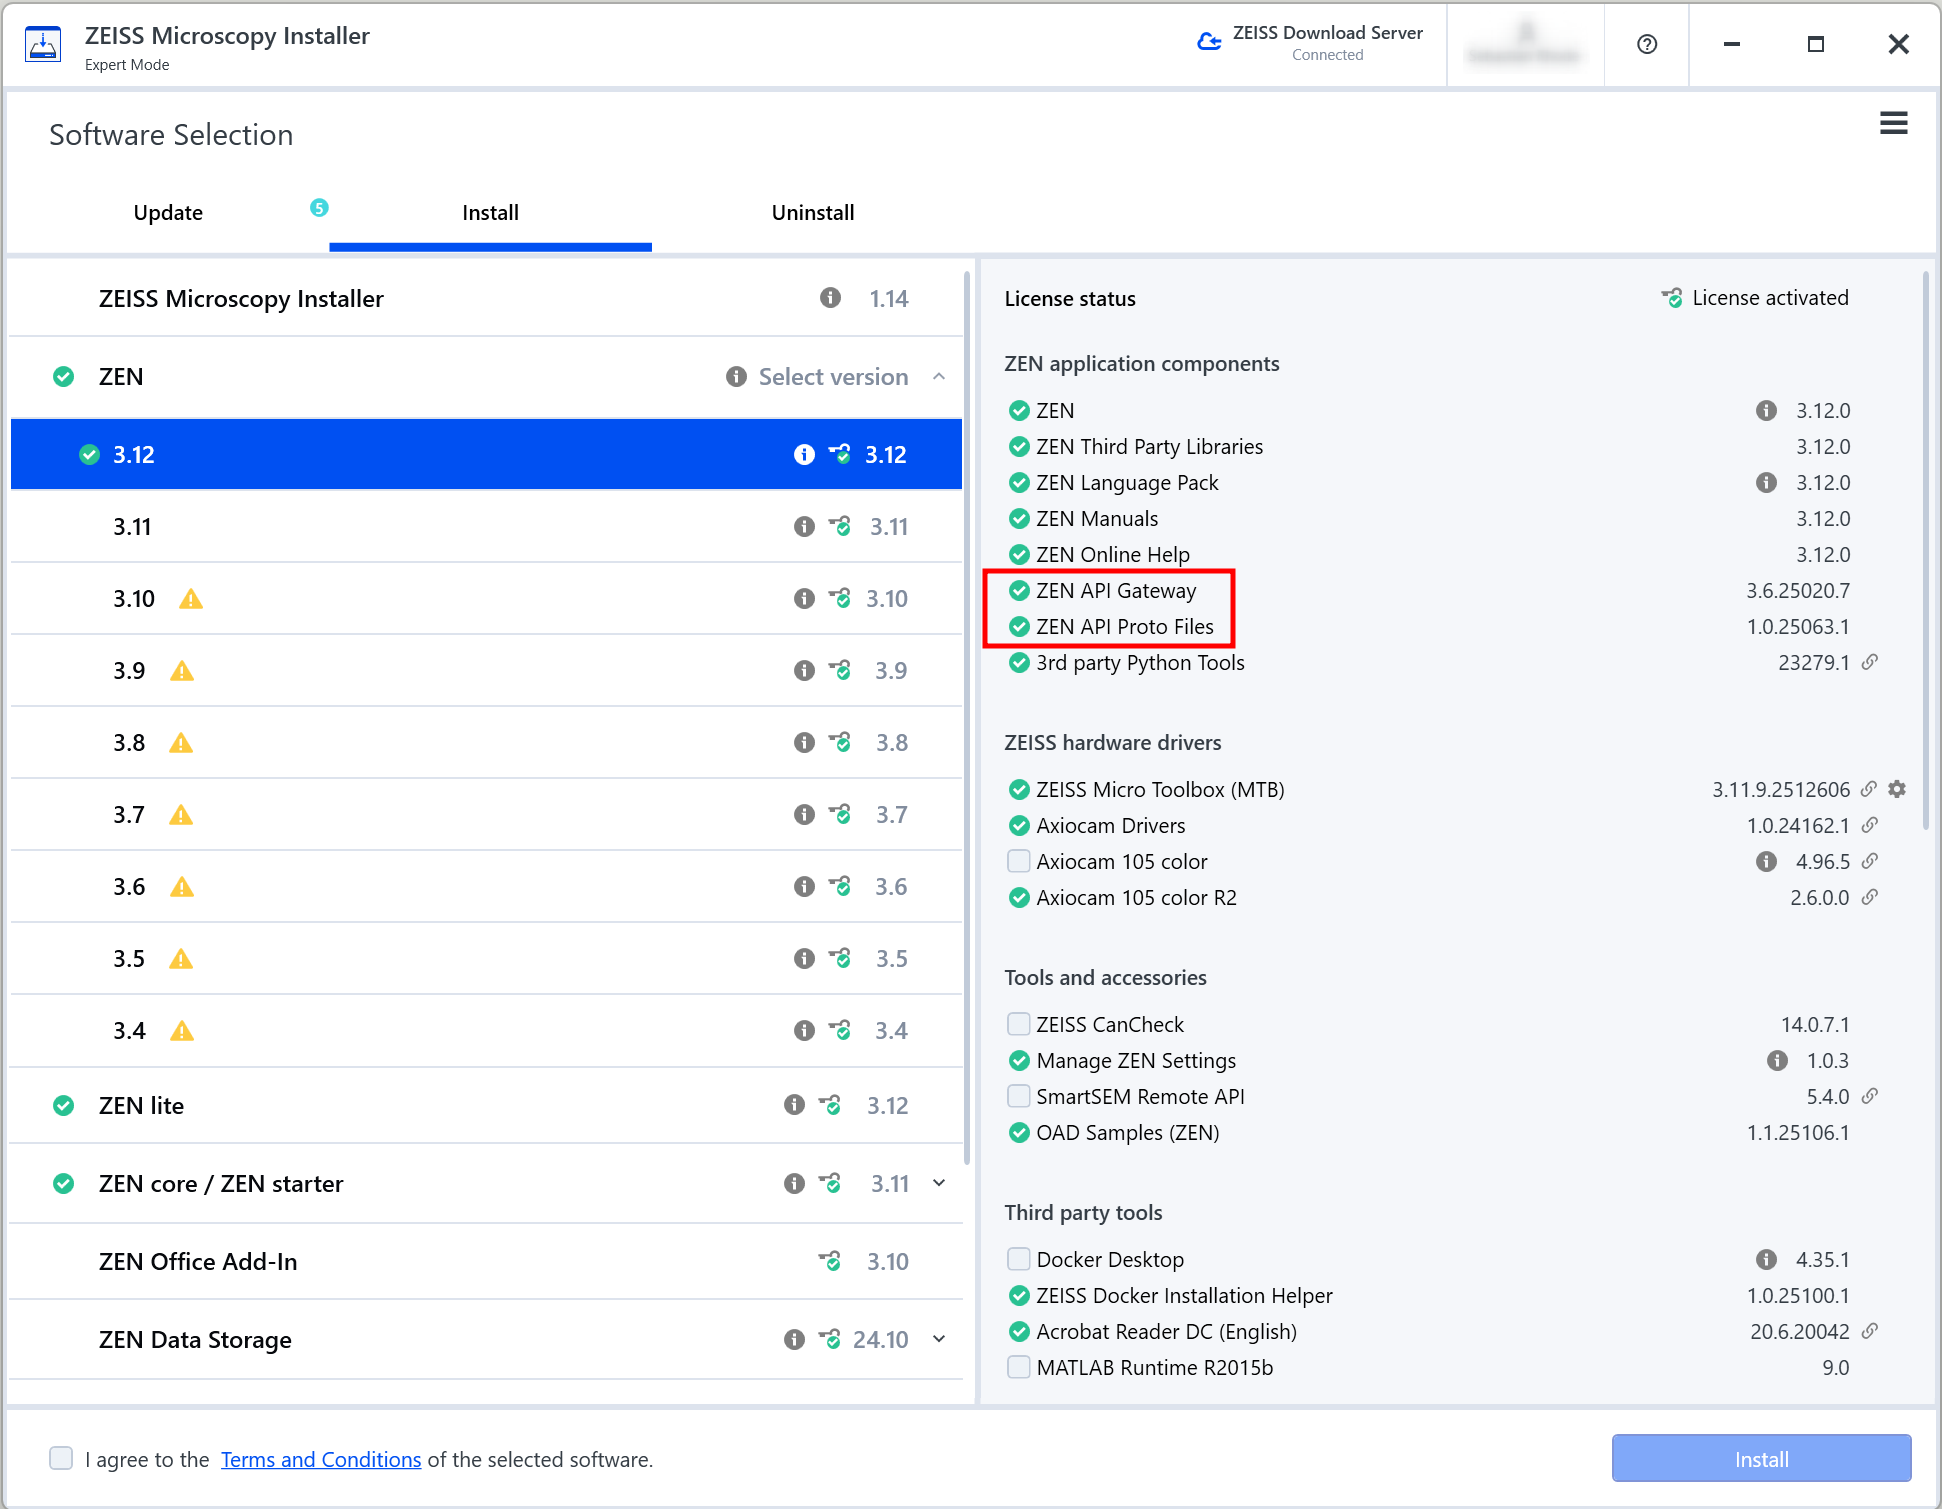 ZEISS Microscopy Installer
Expert Mode
ZEISS Download Server
Connected
Software Selection
Update 5 Install Uninstall
ZEISS Microscopy Installer 1.14
ZEN Select version
3.12 3.12
3.11 3.11
3.10 3.10
3.9 3.9
3.8 3.8
3.7 3.7
3.6 3.6
3.5 3.5
3.4 3.4
ZEN lite 3.12
ZEN core / ZEN starter 3.11
ZEN Office Add-In 3.10
ZEN Data Storage 24.10
License status License activated
ZEN application components
ZEN 3.12.0
ZEN Third Party Libraries 3.12.0
ZEN Language Pack 3.12.0
ZEN Manuals 3.12.0
ZEN Online Help 3.12.0
ZEN API Gateway 3.6.25020.7
ZEN API Proto Files 1.0.25063.1
3rd party Python Tools 23279.1
ZEISS hardware drivers
ZEISS Micro Toolbox (MTB) 3.11.9.2512606
Axiocam Drivers 1.0.24162.1
Axiocam 105 color 4.96.5
Axiocam 105 color R2 2.6.0.0
Tools and accessories
ZEISS CanCheck 14.0.7.1
Manage ZEN Settings 1.0.3
SmartSEM Remote API 5.4.0
OAD Samples (ZEN) 1.1.25106.1
Third party tools
Docker Desktop 4.35.1
ZEISS Docker Installation Helper 1.0.25100.1
Acrobat Reader DC (English) 20.6.20042
MATLAB Runtime R2015b 9.0
I agree to the Terms and Conditions of the selected software.
Install